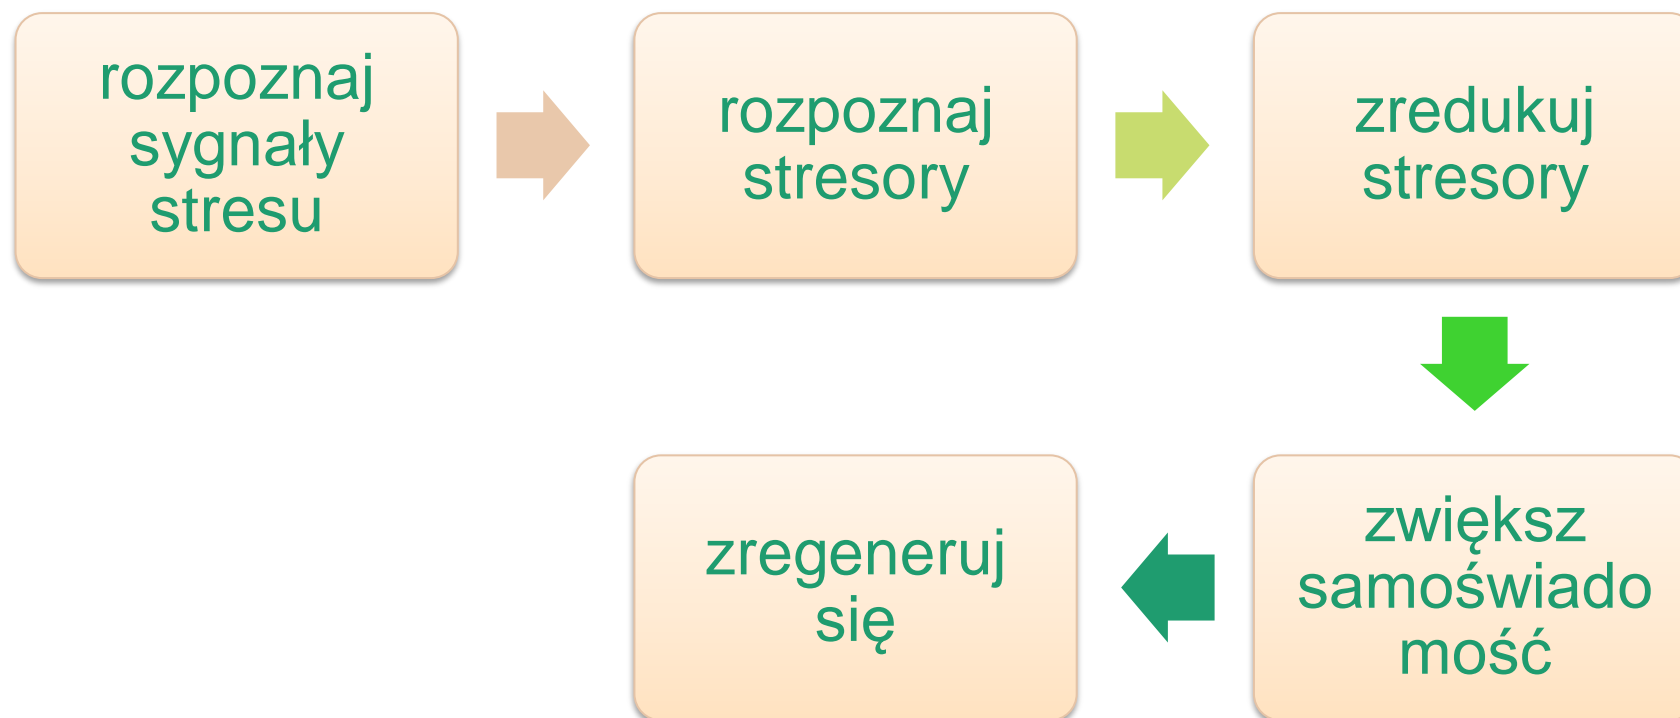 rozpoznaj
sygnały
stresu
rozpoznaj
stresory
zredukuj
stresory
zwiększ
samoświado
mość
zregeneruj
się